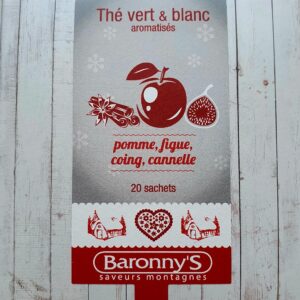 Thé vert & blanc
aromatisés
pomme, figue,
coing, cannelle
20 sachets
Baronny'S
saveurs montagnes